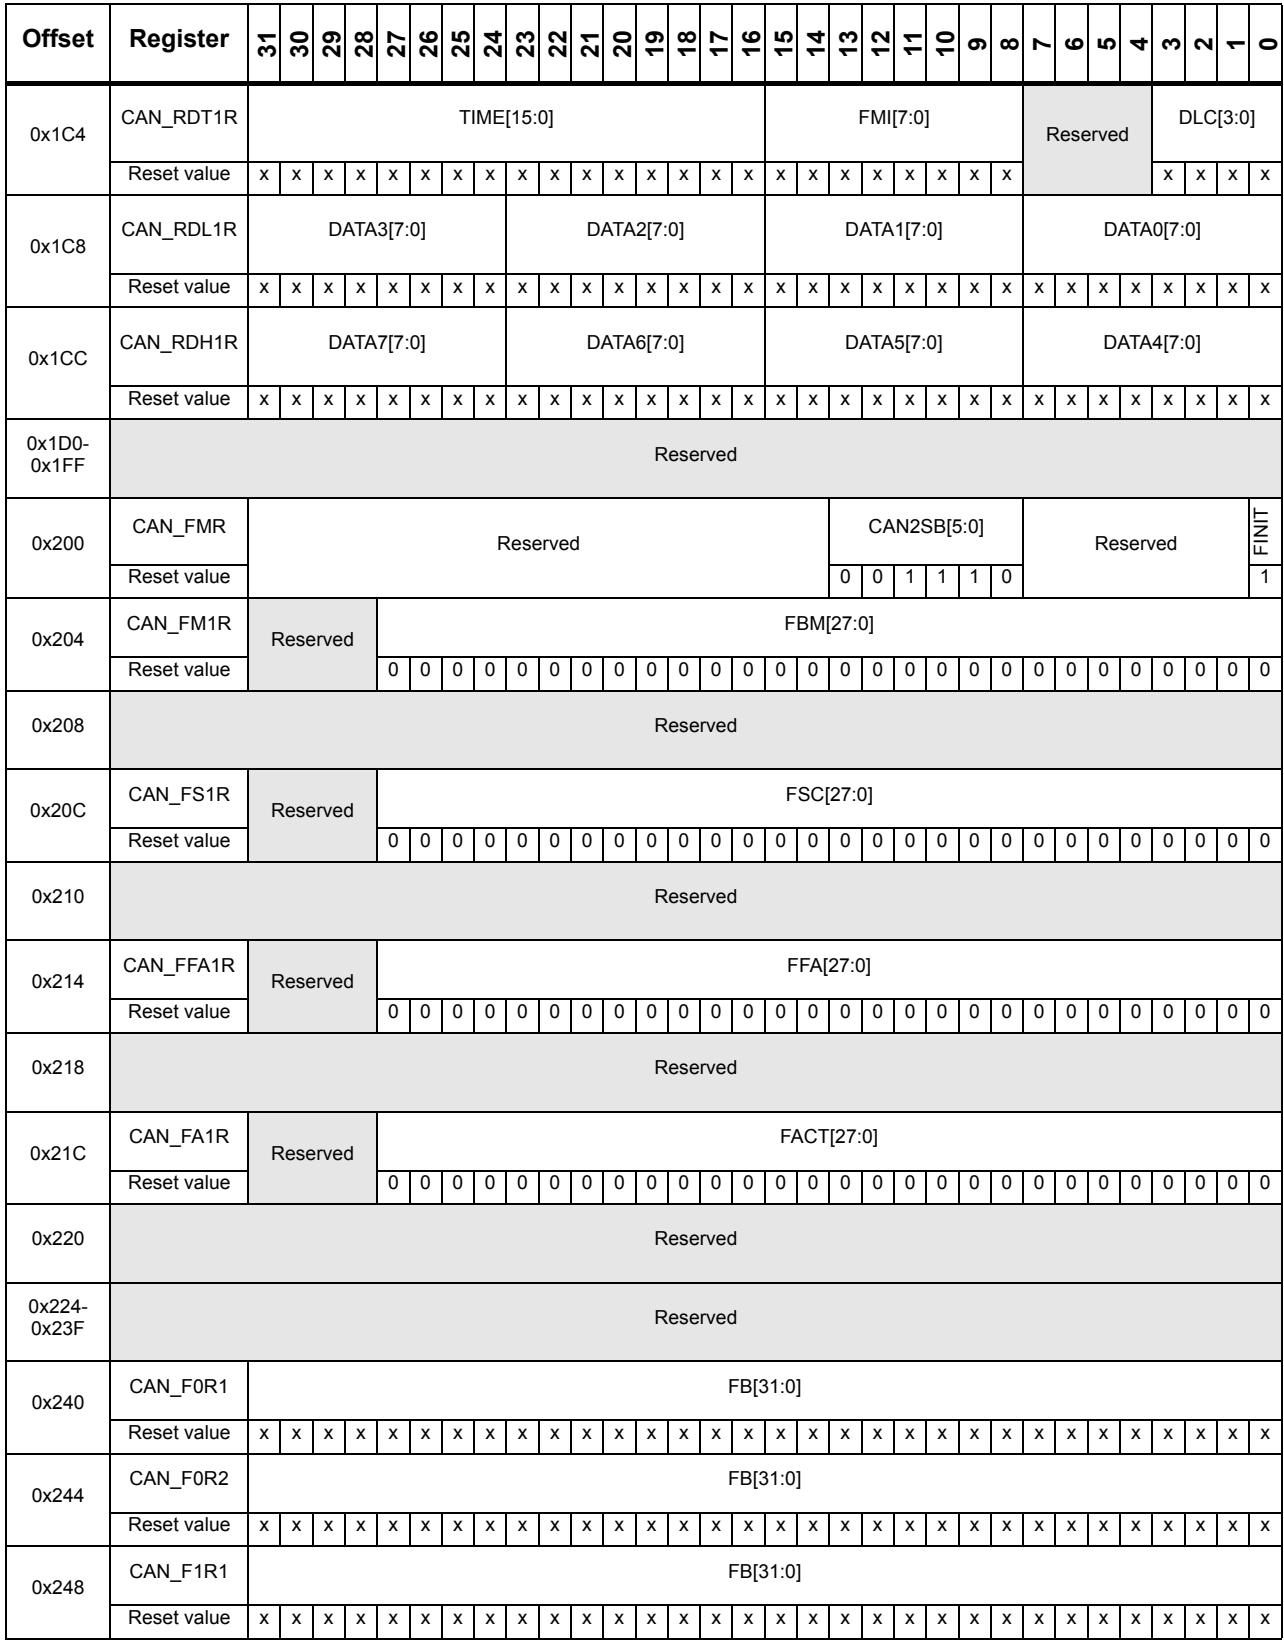 Offset Register 31 30 29 28 27 26 25 24 23 22 21 20 19 18 17 16 15 14 13 12 11 10 9 8 7 6 5 4 3 2 1 0
0x1C4 CAN_RDT1R TIME[15:0] FMI[7:0] Reserved DLC[3:0]
Reset value x x x x x x x x x x x x x x x x x x x x x x x x x x x x
0x1C8 CAN_RDL1R DATA3[7:0] DATA2[7:0] DATA1[7:0] DATA0[7:0]
Reset value x x x x x x x x x x x x x x x x x x x x x x x x x x x x x x x x
0x1CC CAN_RDH1R DATA7[7:0] DATA6[7:0] DATA5[7:0] DATA4[7:0]
Reset value x x x x x x x x x x x x x x x x x x x x x x x x x x x x x x x x
0x1D0-
0x1FF Reserved
0x200 CAN_FMR Reserved CAN2SB[5:0] Reserved FINIT
Reset value 0 0 1 1 1 0 1
0x204 CAN_FM1R Reserved FBM[27:0]
Reset value 0 0 0 0 0 0 0 0 0 0 0 0 0 0 0 0 0 0 0 0 0 0 0 0 0 0 0 0
0x208 Reserved
0x20C CAN_FS1R Reserved FSC[27:0]
Reset value 0 0 0 0 0 0 0 0 0 0 0 0 0 0 0 0 0 0 0 0 0 0 0 0 0 0 0 0
0x210 Reserved
0x214 CAN_FFA1R Reserved FFA[27:0]
Reset value 0 0 0 0 0 0 0 0 0 0 0 0 0 0 0 0 0 0 0 0 0 0 0 0 0 0 0 0
0x218 Reserved
0x21C CAN_FA1R Reserved FACT[27:0]
Reset value 0 0 0 0 0 0 0 0 0 0 0 0 0 0 0 0 0 0 0 0 0 0 0 0 0 0 0 0
0x220 Reserved
0x224-
0x23F Reserved
0x240 CAN_F0R1 FB[31:0]
Reset value x x x x x x x x x x x x x x x x x x x x x x x x x x x x x x x x
0x244 CAN_F0R2 FB[31:0]
Reset value x x x x x x x x x x x x x x x x x x x x x x x x x x x x x x x x
0x248 CAN_F1R1 FB[31:0]
Reset value x x x x x x x x x x x x x x x x x x x x x x x x x x x x x x x x